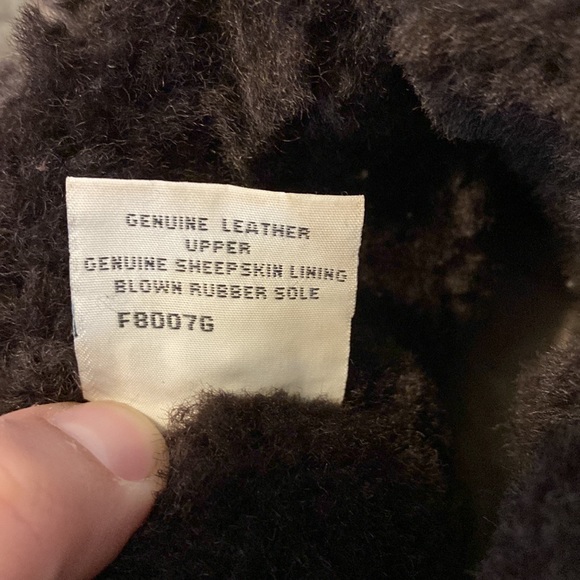 GENUINE LEATHER
UPPER
GENUINE SHEEPSKIN LINING
BLOWN RUBBER SOLE
F8007G